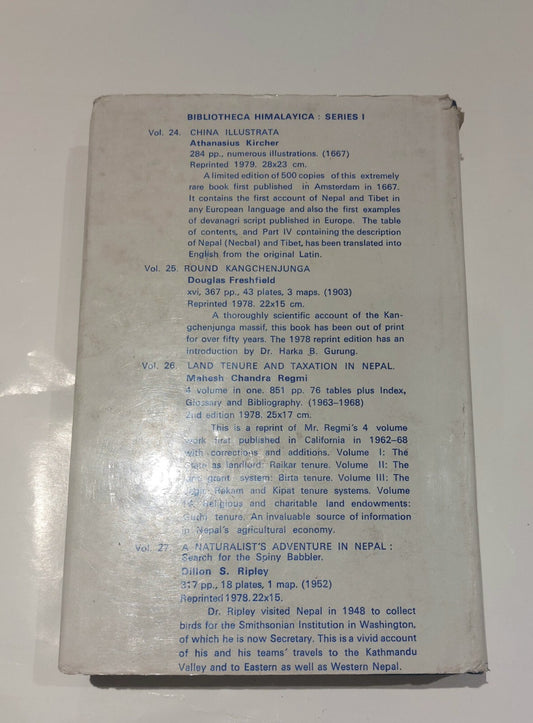 BIBLIOTHECA HIMALAYICA : SERIES I
Vol. 24. CHINA ILLUSTRATA
Athanasius Kircher
284 pp., numerous illustrations. (1667)
Reprinted 1979. 28x23 cm.
A limited edition of 500 copies of this extremely
rare book first published in Amsterdam in 1667.
It contains the first account of Nepal and Tibet in
any European language and also the first examples
of devanagri script published in Europe. The table
of contents, and Part IV containing the description
of Nepal (Necbal) and Tibet, has been translated into
English from the original Latin.
Vol. 25. ROUND KANGCHENJUNGA
Douglas Freshfield
xvi, 367 pp., 43 plates, 3 maps. (1903)
Reprinted 1978. 22x15 cm.
A thoroughly scientific account of the Kan-
gchenjunga massif, this book has been out of print
for over fifty years. The 1978 reprint edition has an
introduction by Dr. Harka B. Gurung.
Vol. 26. LAND TENURE AND TAXATION IN NEPAL.
Mahesh Chandra Regmi
4 volume in one. 851 pp. 76 tables plus Index,
Glossary and Bibliography. (1963–1968)
2nd edition 1978. 25x17 cm.
This is a reprint of Mr. Regmi's 4 volume
work first published in California in 1962–68
with corrections and additions. Volume I: The
state as landlord: Raikar tenure. Volume II: The
grant system: Birta tenure. Volume III: The
Rakam and Kipat tenure systems. Volume
Religious and charitable land endowments:
Guthi tenure. An invaluable source of information
in Nepal's agricultural economy.
Vol. 27. A NATURALIST'S ADVENTURE IN NEPAL :
Search for the Spiny Babbler.
Dillon S. Ripley
317 pp., 18 plates, 1 map. (1952)
Reprinted 1978. 22x15.
Dr. Ripley visited Nepal in 1948 to collect
birds for the Smithsonian Institution in Washington,
of which he is now Secretary. This is a vivid account
of his and his teams' travels to the Kathmandu
Valley and to Eastern as well as Western Nepal.